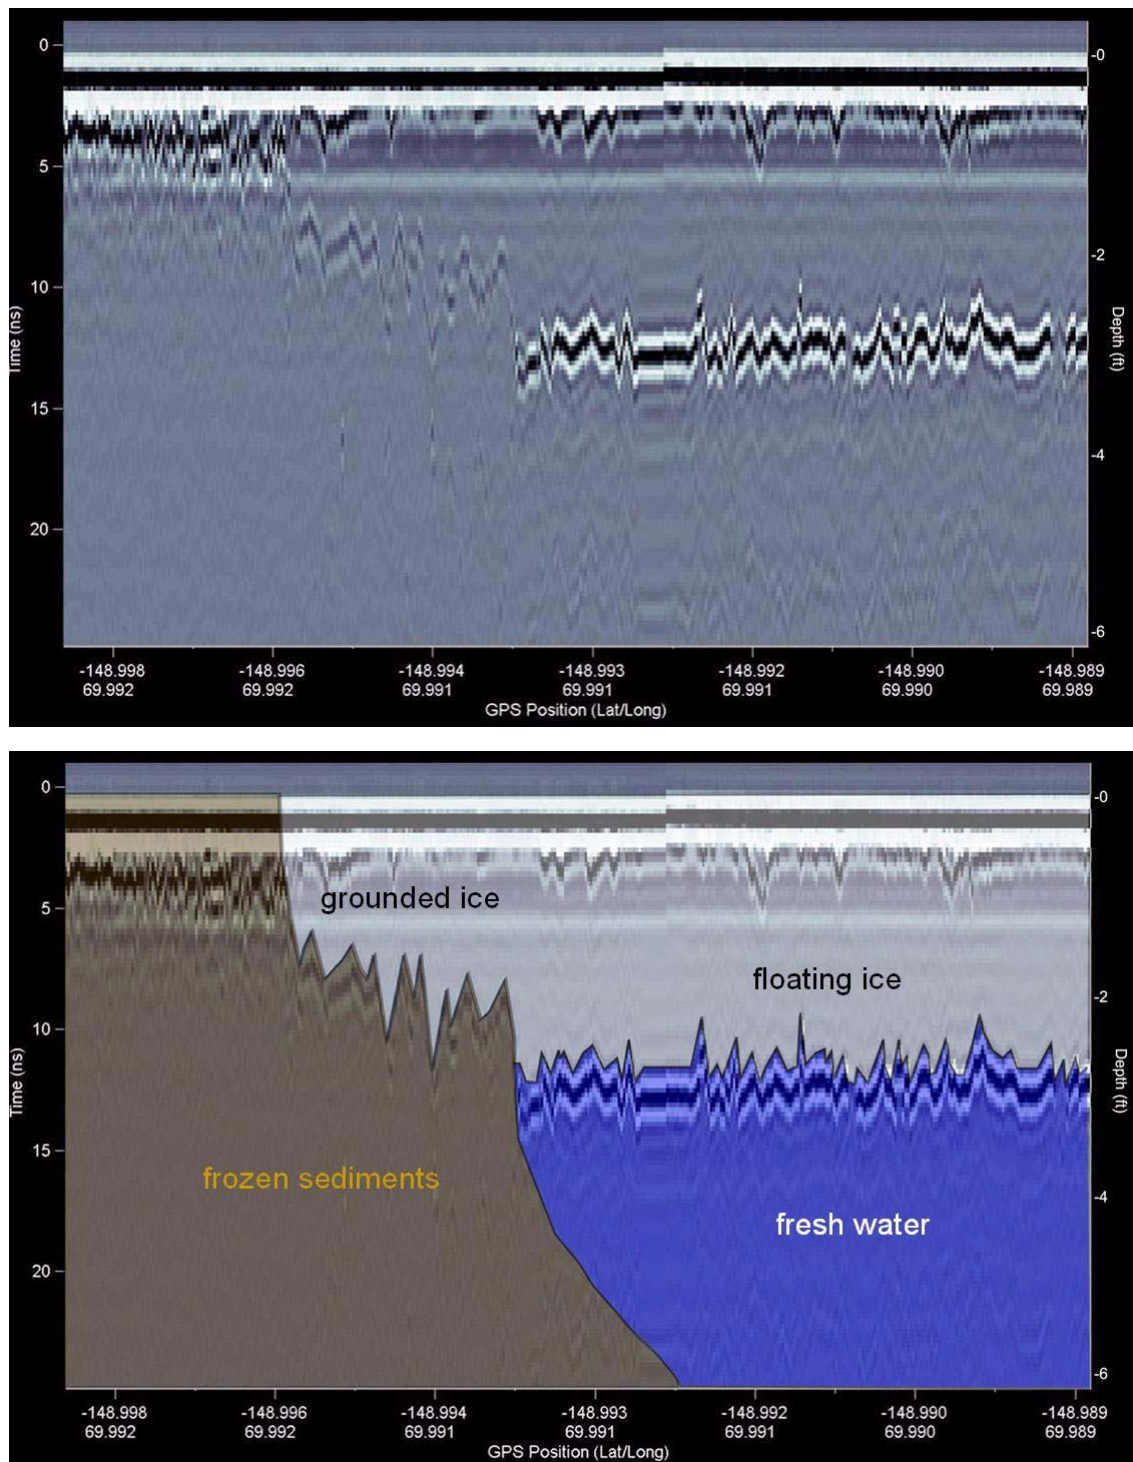 0
-0
5
-2
10
Time (ns)
Depth (ft)
15
-4
20
-6
-148.998 -148.996 -148.994 -148.993 -148.992 -148.990 -148.989
69.992 69.992 69.991 69.991 69.991 69.990 69.989
GPS Position (Lat/Long)
0
-0
grounded ice
5
floating ice
-2
10
Time (ns)
Depth (ft)
15
frozen sediments
-4
fresh water
20
-6
-148.998 -148.996 -148.994 -148.993 -148.992 -148.990 -148.989
69.992 69.992 69.991 69.991 69.991 69.990 69.989
GPS Position (Lat/Long)